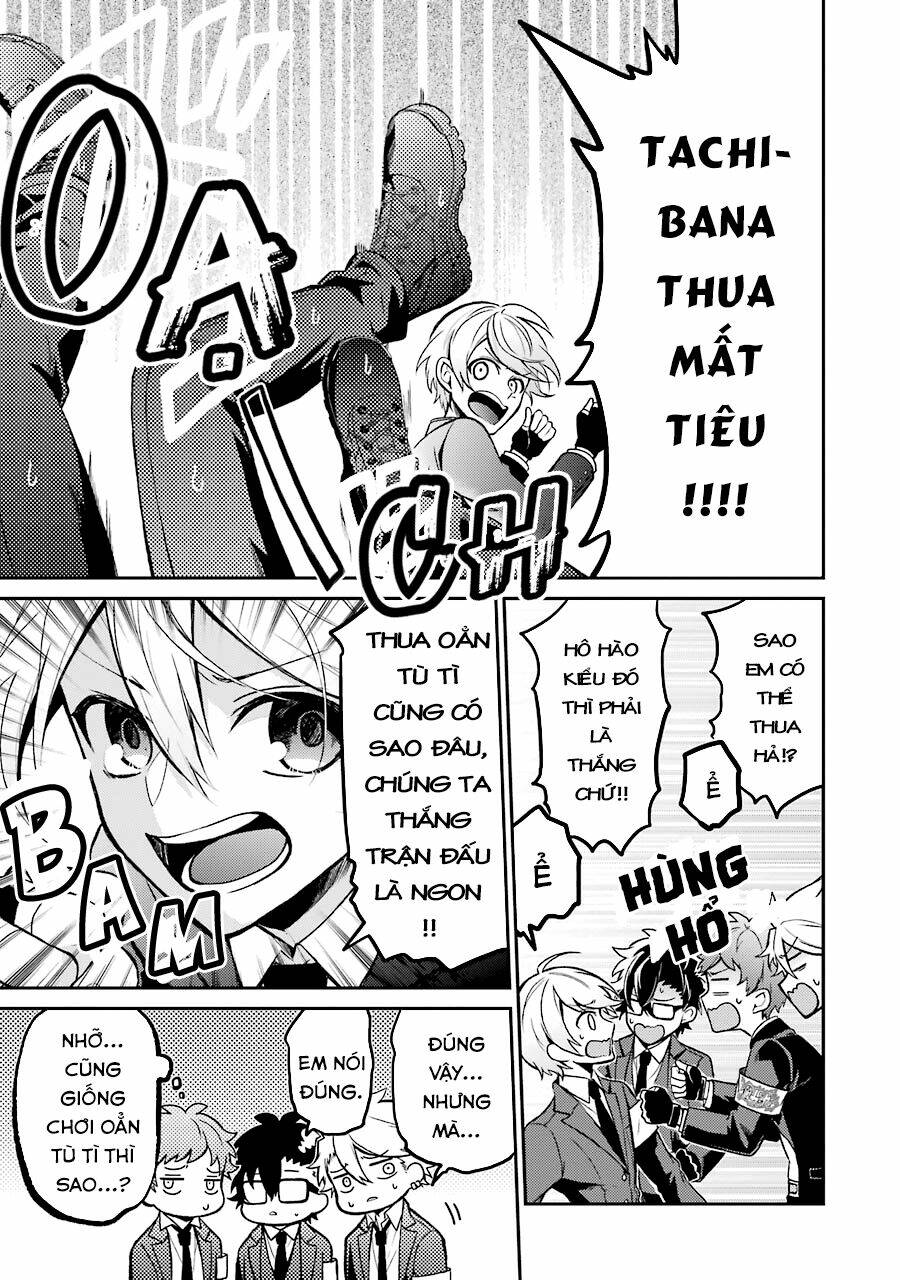 TACHI-
BANA
THUA
MẤT
TIÊU
!!!!
OẠ
CH
SAO
EM CÓ
THỂ
THUA
HẢ!?
HÔ HÀO
KIỂU ĐÓ
THÌ PHẢI
LÀ
THẮNG
CHỨ!!
Ể
Ể
HÙNG
HỔ
THUA OẲN
TÙ TÌ
CŨNG CÓ
SAO ĐÂU,
CHÚNG TA
THẮNG
TRẬN ĐẤU
LÀ NGON
!!
BAM
ĐÚNG
VẬY...
NHƯNG
MÀ...
EM NÓI
ĐÚNG.
NHỠ...
CŨNG
GIỐNG
CHƠI OẲN
TÙ TÌ THÌ
SAO...?